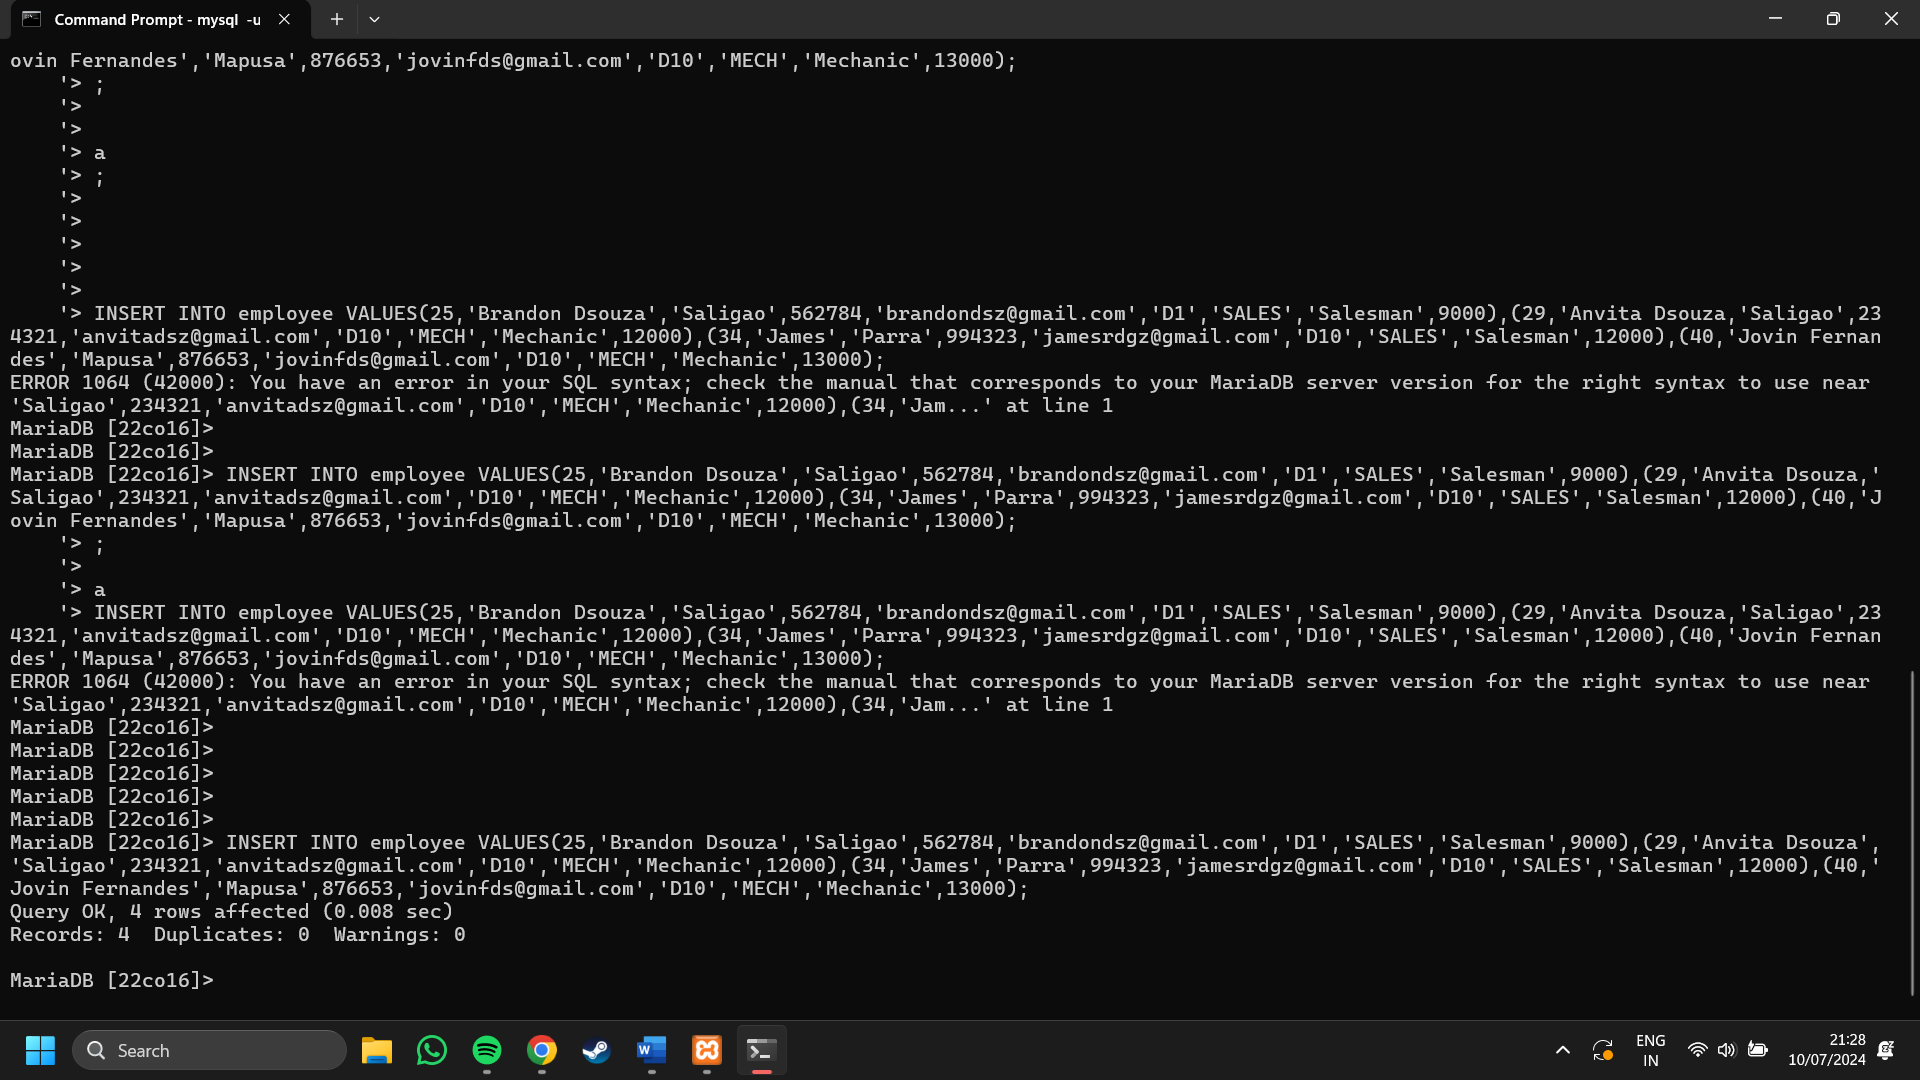 Command Prompt - mysql  -u
ovin Fernandes','Mapusa',876653,'jovinfds@gmail.com','D10','MECH','Mechanic',13000);
    '> ;
    '>
    '>
    '> a
    '> ;
    '>
    '>
    '>
    '>
    '>
    '> INSERT INTO employee VALUES(25,'Brandon Dsouza','Saligao',562784,'brandondsz@gmail.com','D1','SALES','Salesman',9000),(29,'Anvita Dsouza,'Saligao',23
4321,'anvitadsz@gmail.com','D10','MECH','Mechanic',12000),(34,'James','Parra',994323,'jamesrdgz@gmail.com','D10','SALES','Salesman',12000),(40,'Jovin Fernan
des','Mapusa',876653,'jovinfds@gmail.com','D10','MECH','Mechanic',13000);
ERROR 1064 (42000): You have an error in your SQL syntax; check the manual that corresponds to your MariaDB server version for the right syntax to use near
'Saligao',234321,'anvitadsz@gmail.com','D10','MECH','Mechanic',12000),(34,'Jam...' at line 1
MariaDB [22co16]>
MariaDB [22co16]>
MariaDB [22co16]> INSERT INTO employee VALUES(25,'Brandon Dsouza','Saligao',562784,'brandondsz@gmail.com','D1','SALES','Salesman',9000),(29,'Anvita Dsouza,'
Saligao',234321,'anvitadsz@gmail.com','D10','MECH','Mechanic',12000),(34,'James','Parra',994323,'jamesrdgz@gmail.com','D10','SALES','Salesman',12000),(40,'J
ovin Fernandes','Mapusa',876653,'jovinfds@gmail.com','D10','MECH','Mechanic',13000);
    '> ;
    '>
    '> a
    '> INSERT INTO employee VALUES(25,'Brandon Dsouza','Saligao',562784,'brandondsz@gmail.com','D1','SALES','Salesman',9000),(29,'Anvita Dsouza,'Saligao',23
4321,'anvitadsz@gmail.com','D10','MECH','Mechanic',12000),(34,'James','Parra',994323,'jamesrdgz@gmail.com','D10','SALES','Salesman',12000),(40,'Jovin Fernan
des','Mapusa',876653,'jovinfds@gmail.com','D10','MECH','Mechanic',13000);
ERROR 1064 (42000): You have an error in your SQL syntax; check the manual that corresponds to your MariaDB server version for the right syntax to use near
'Saligao',234321,'anvitadsz@gmail.com','D10','MECH','Mechanic',12000),(34,'Jam...' at line 1
MariaDB [22co16]>
MariaDB [22co16]>
MariaDB [22co16]>
MariaDB [22co16]>
MariaDB [22co16]>
MariaDB [22co16]> INSERT INTO employee VALUES(25,'Brandon Dsouza','Saligao',562784,'brandondsz@gmail.com','D1','SALES','Salesman',9000),(29,'Anvita Dsouza',
'Saligao',234321,'anvitadsz@gmail.com','D10','MECH','Mechanic',12000),(34,'James','Parra',994323,'jamesrdgz@gmail.com','D10','SALES','Salesman',12000),(40,'
Jovin Fernandes','Mapusa',876653,'jovinfds@gmail.com','D10','MECH','Mechanic',13000);
Query OK, 4 rows affected (0.008 sec)
Records: 4  Duplicates: 0  Warnings: 0
MariaDB [22co16]>
Search
ENG
IN
21:28
10/07/2024